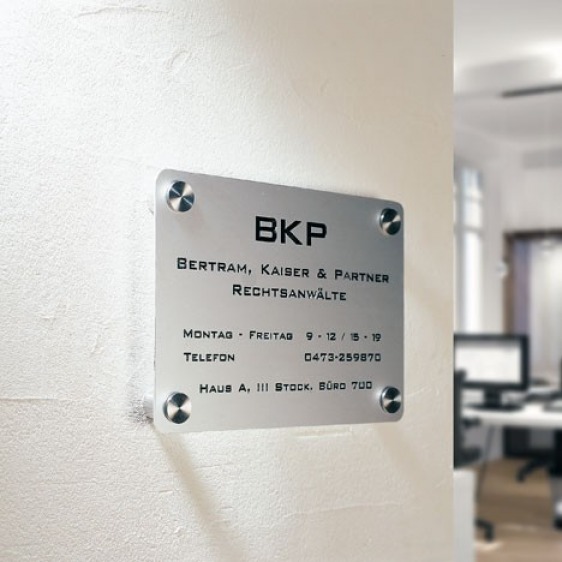 BKP
Bertram, Kaiser & Partner
Rechtsanwälte
Montag - Freitag 9 - 12 / 15 - 19
Telefon 0473-259870
Haus A, III Stock, Büro 700